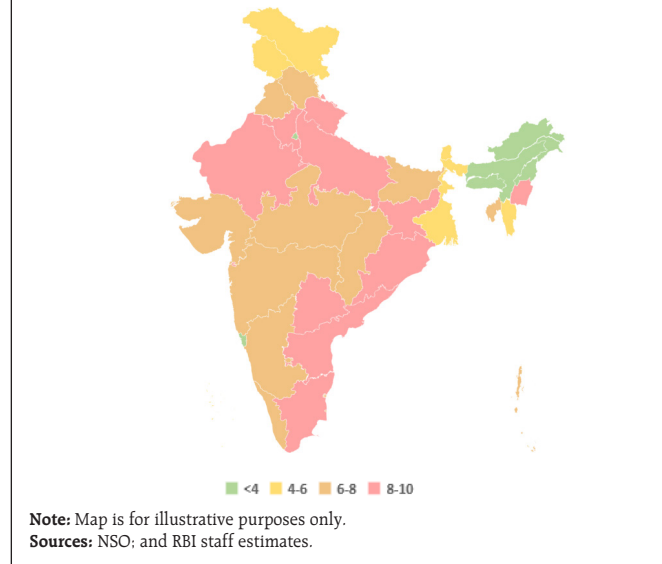 <4 4-6 6-8 8-10
Note: Map is for illustrative purposes only.
Sources: NSO; and RBI staff estimates.